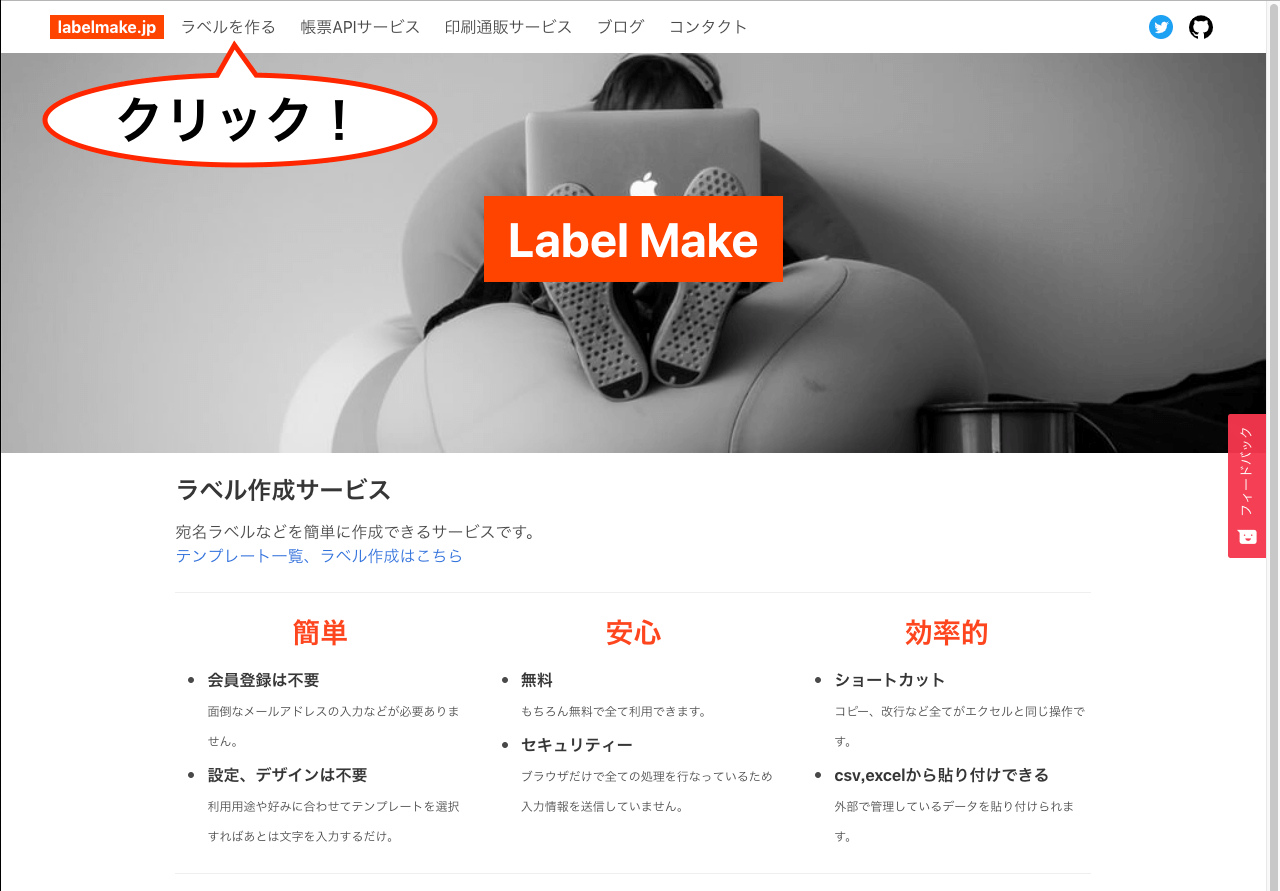 labelmake.jp ラベルを作る 帳票APIサービス 印刷通販サービス ブログ コンタクト
クリック！
Label Make
フィードバック
ラベル作成サービス
宛名ラベルなどを簡単に作成できるサービスです。
テンプレート一覧、ラベル作成はこちら
簡単
会員登録は不要
面倒なメールアドレスの入力などが必要ありま
せん。
設定、デザインは不要
利用用途や好みに合わせてテンプレートを選択
すればあとは文字を入力するだけ。
安心
無料
もちろん無料で全て利用できます。
セキュリティー
ブラウザだけで全ての処理を行なっているため
入力情報を送信していません。
効率的
ショートカット
コピー、改行など全てがエクセルと同じ操作で
す。
csv,excelから貼り付けできる
外部で管理しているデータを貼り付けられま
す。